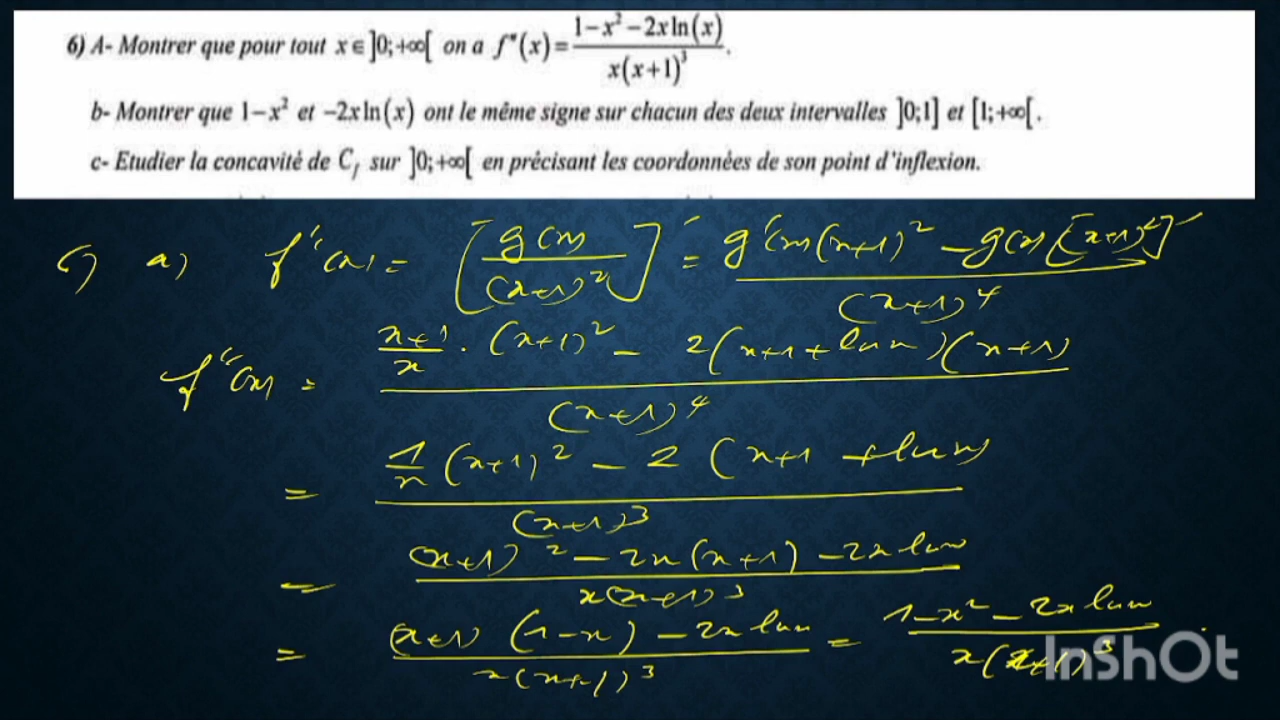 6) A- Montrer que pour tout x∈]0;+∞[ on a f"(x)=(1-x²-2xln(x))/(x(x+1)³).
b- Montrer que 1-x² et -2xln(x) ont le même signe sur chacun des deux intervalles ]0;1] et [1;+∞[.
c- Etudier la concavité de C_f sur ]0;+∞[ en précisant les coordonnées de son point d'inflexion.
6) a) f''(x) = [g(x)/(x+1)²]' = (g'(x)(x+1)² - g(x)[(x+1)²]')/(x+1)⁴
f''(x) = ((x+1)/x · (x+1)² - 2(x+1+ln x)(x+1))/(x+1)⁴
= (1/x (x+1)² - 2(x+1+ln x))/(x+1)³
= ((x+1)² - 2x(x+1) - 2x ln x)/(x(x+1)³)
= ((x+1)(1-x) - 2x ln x)/(x(x+1)³) = (1-x² - 2x ln x)/(x(x+1)³)
InShOt